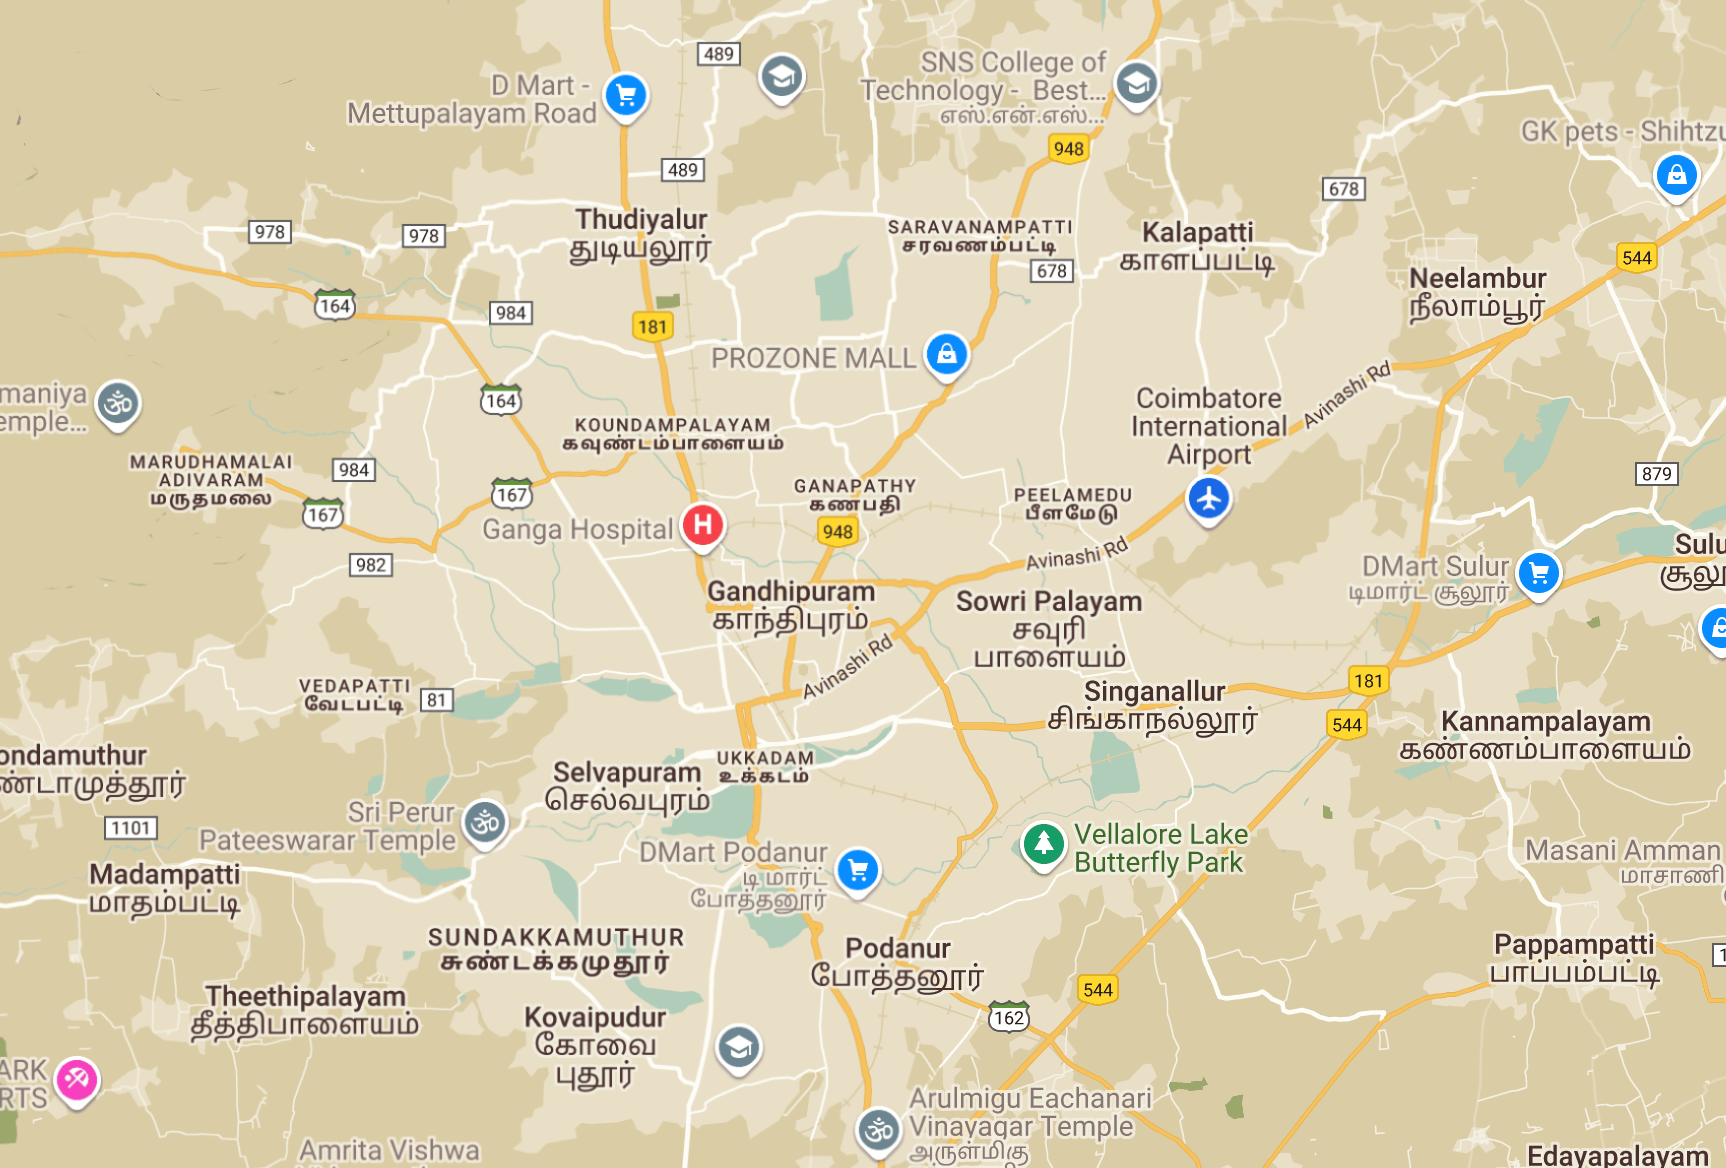 489
D Mart -
Mettupalayam Road
SNS College of
Technology - Best...
எஸ்.என்.எஸ்...
948
GK pets - Shihtzu
489
678
Thudiyalur
துடியலூர்
978
978
SARAVANAMPATTI
சரவணம்பட்டி
Kalapatti
காளப்பட்டி
678
544
Neelambur
நீலாம்பூர்
164
984
181
PROZONE MALL
164
maniya
emple...
Avinashi Rd
Coimbatore
International
Airport
KOUNDAMPALAYAM
கவுண்டம்பாளையம்
MARUDHAMALAI
ADIVARAM
மருதமலை
984
879
167
167
GANAPATHY
கணபதி
PEELAMEDU
பீளமேடு
Ganga Hospital
H
948
Avinashi Rd
982
Sulu
சூலூ
DMart Sulur
டிமார்ட் சூலூர்
Gandhipuram
காந்திபுரம்
Sowri Palayam
சவுரி
பாளையம்
Avinashi Rd
VEDAPATTI
வேடபட்டி
81
Singanallur
சிங்காநல்லூர்
181
544
Kannampalayam
கண்ணம்பாளையம்
ondamuthur
ண்டாமுத்தூர்
UKKADAM
உக்கடம்
Selvapuram
செல்வபுரம்
Sri Perur
Pateeswarar Temple
1101
Vellalore Lake
Butterfly Park
DMart Podanur
டி மார்ட்
போத்தனூர்
Masani Amman
மாசாணி
Madampatti
மாதம்பட்டி
SUNDAKKAMUTHUR
சுண்டக்கமுதூர்
Podanur
போத்தனூர்
Pappampatti
பாப்பம்பட்டி
1
Theethipalayam
தீத்திபாளையம்
544
162
Kovaipudur
கோவை
புதூர்
ARK
RTS
Arulmigu Eachanari
Vinayagar Temple
அருள்மிகு
Amrita Vishwa
Edayapalayam